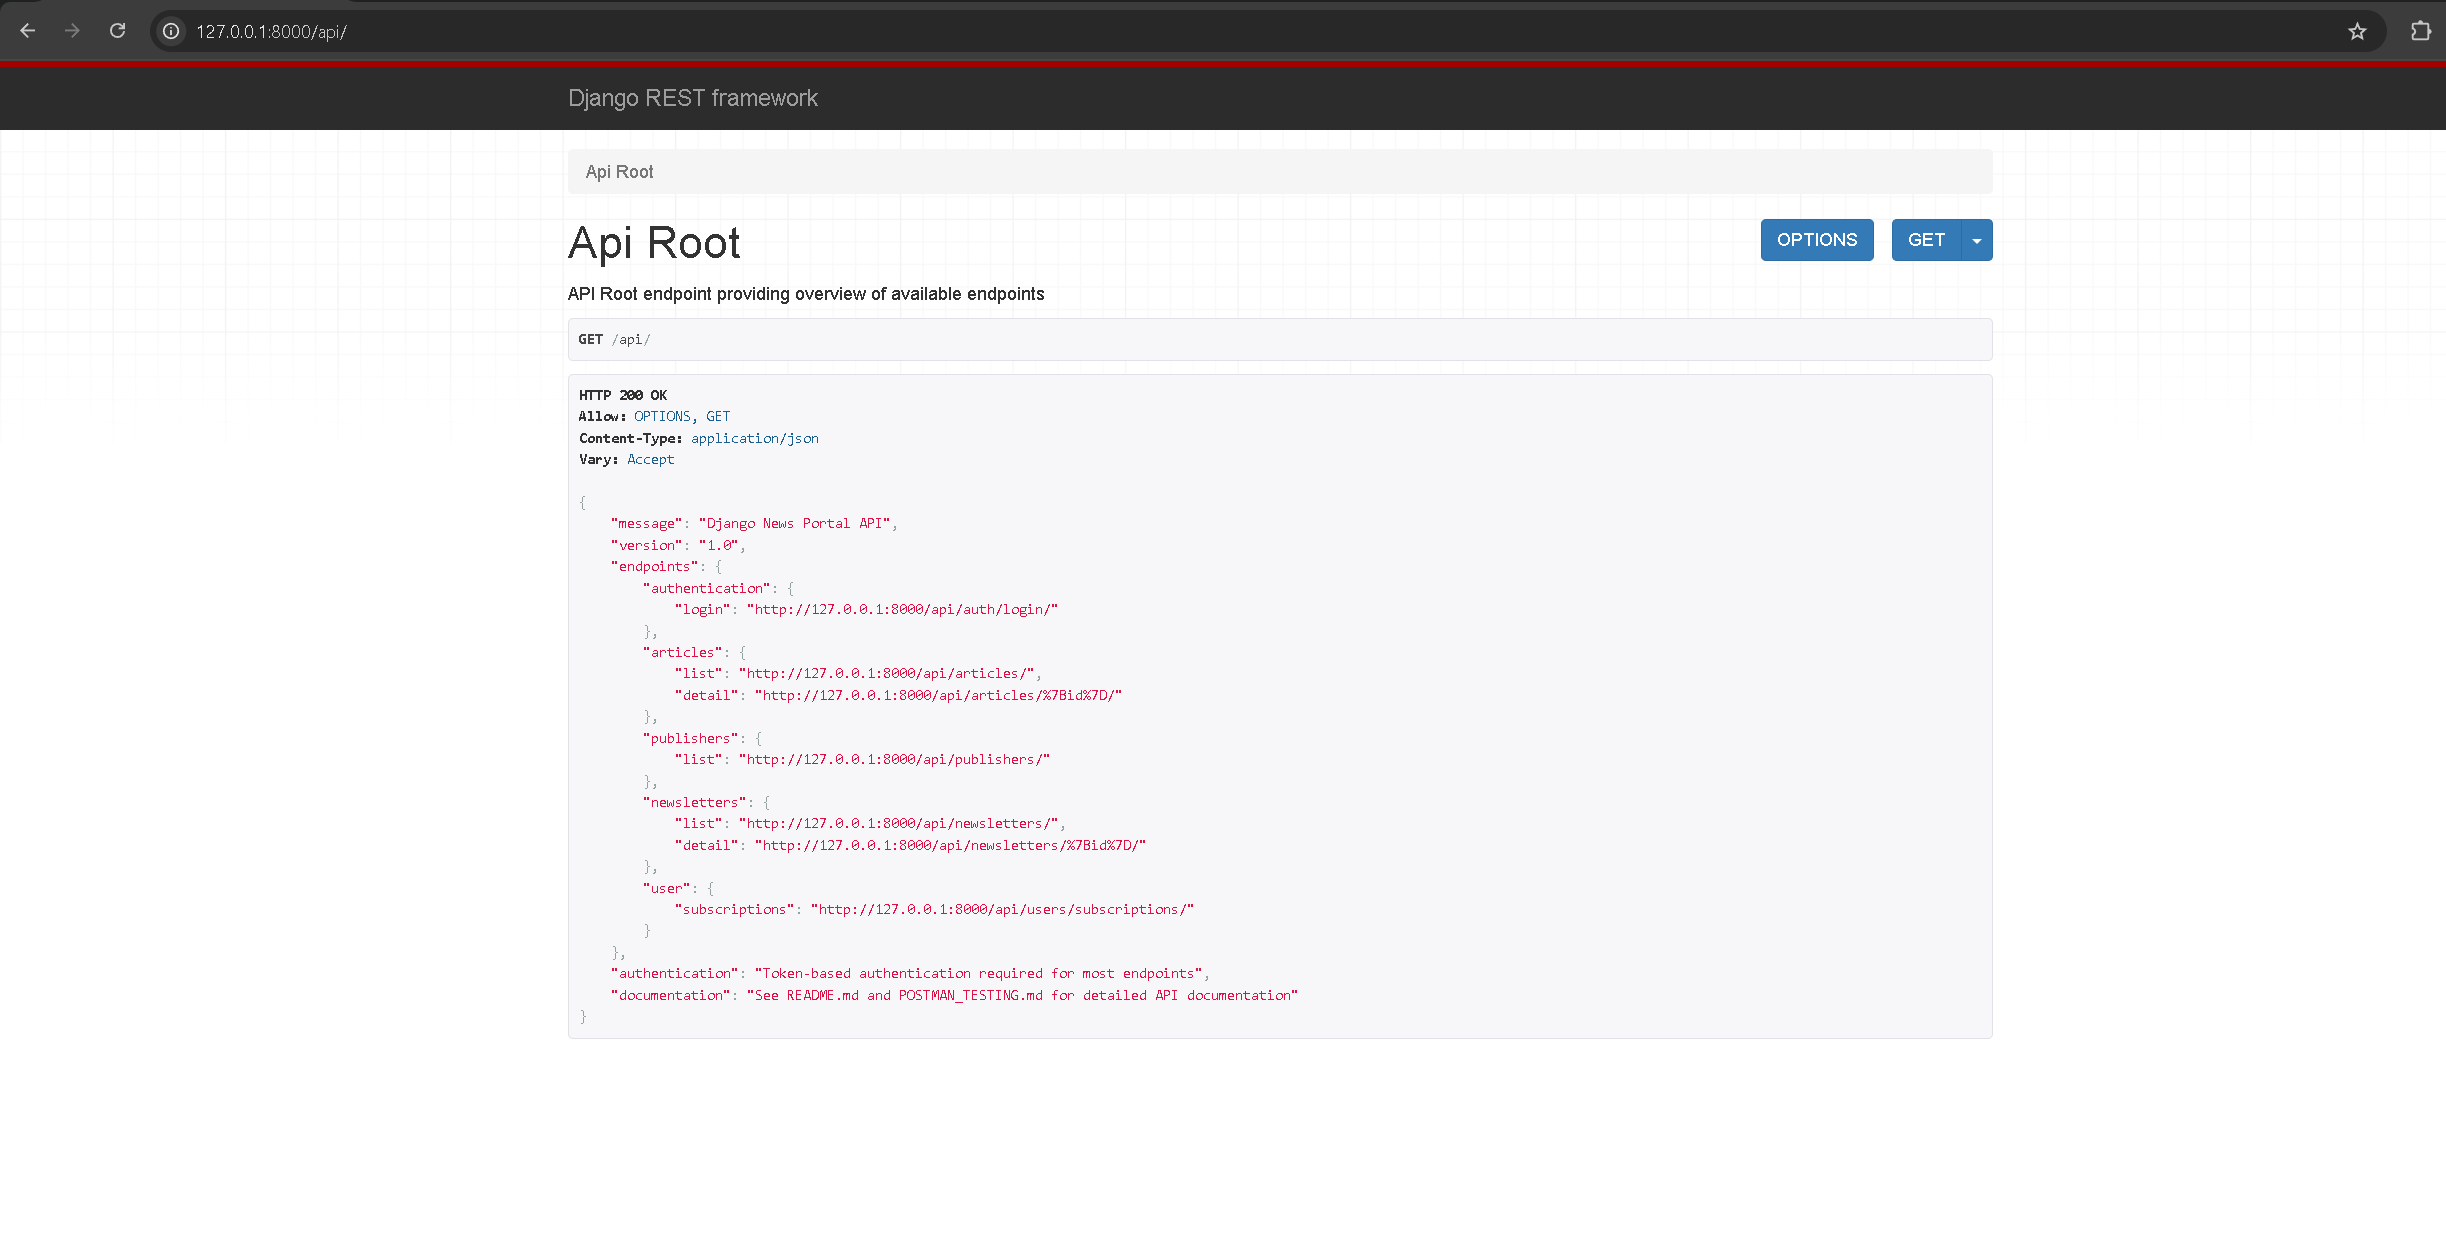 127.0.0.1:8000/api/
Django REST framework
Api Root
Api Root
OPTIONS
GET
API Root endpoint providing overview of available endpoints
GET /api/
HTTP 200 OK
Allow: OPTIONS, GET
Content-Type: application/json
Vary: Accept
{
    "message": "Django News Portal API",
    "version": "1.0",
    "endpoints": {
        "authentication": {
            "login": "http://127.0.0.1:8000/api/auth/login/"
        },
        "articles": {
            "list": "http://127.0.0.1:8000/api/articles/",
            "detail": "http://127.0.0.1:8000/api/articles/%7Bid%7D/"
        },
        "publishers": {
            "list": "http://127.0.0.1:8000/api/publishers/"
        },
        "newsletters": {
            "list": "http://127.0.0.1:8000/api/newsletters/",
            "detail": "http://127.0.0.1:8000/api/newsletters/%7Bid%7D/"
        },
        "user": {
            "subscriptions": "http://127.0.0.1:8000/api/users/subscriptions/"
        }
    },
    "authentication": "Token-based authentication required for most endpoints",
    "documentation": "See README.md and POSTMAN_TESTING.md for detailed API documentation"
}